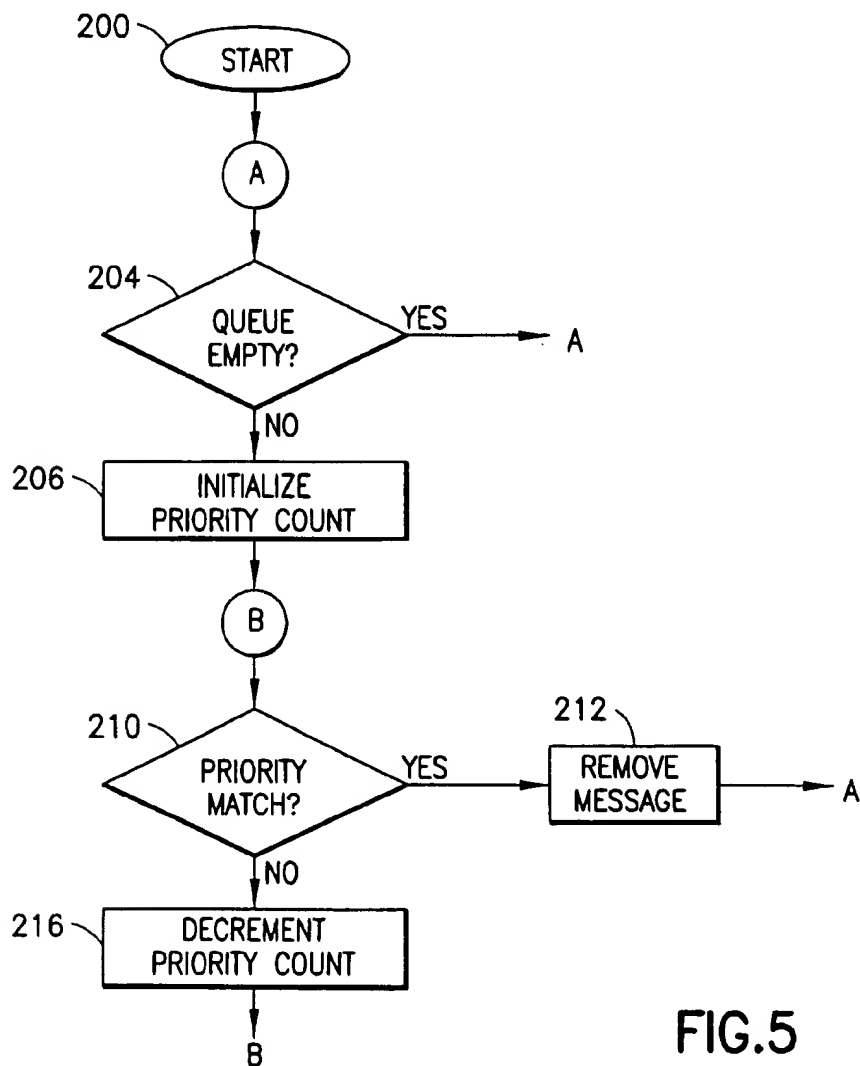 200
START
A
204
QUEUE
EMPTY?
YES
A
NO
206
INITIALIZE
PRIORITY COUNT
B
210
PRIORITY
MATCH?
YES
212
REMOVE
MESSAGE
A
NO
216
DECREMENT
PRIORITY COUNT
B
FIG.5